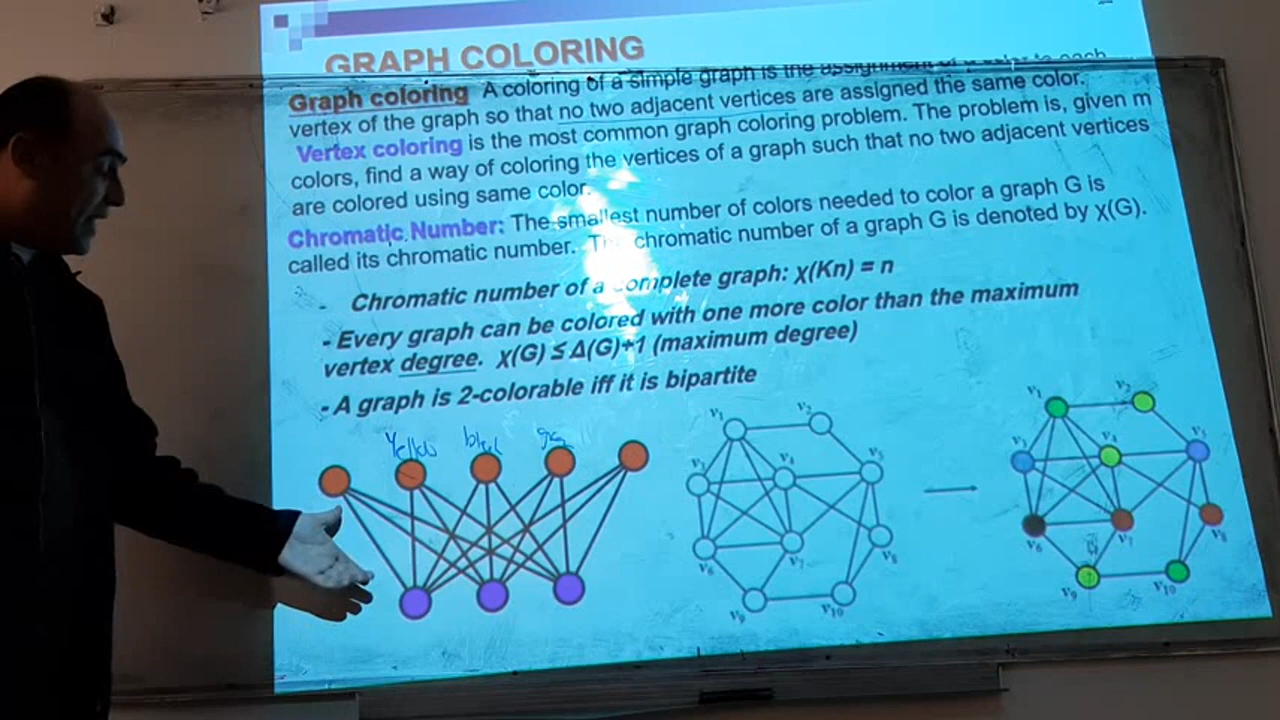 GRAPH COLORING
Graph coloring A coloring of a simple graph is the assignment of a color to each
vertex of the graph so that no two adjacent vertices are assigned the same color.
Vertex coloring is the most common graph coloring problem. The problem is, given m
colors, find a way of coloring the vertices of a graph such that no two adjacent vertices
are colored using same color.
Chromatic Number: The smallest number of colors needed to color a graph G is
called its chromatic number. The chromatic number of a graph G is denoted by χ(G).
Chromatic number of a complete graph: χ(Kn) = n
- Every graph can be colored with one more color than the maximum
vertex degree. χ(G) ≤ Δ(G)+1 (maximum degree)
- A graph is 2-colorable iff it is bipartite
v1 v2
v3 v4 v5
v6 v7 v8
v9 v10
v1 v2
v3 v4 v5
v6 v7 v8
v9 v10